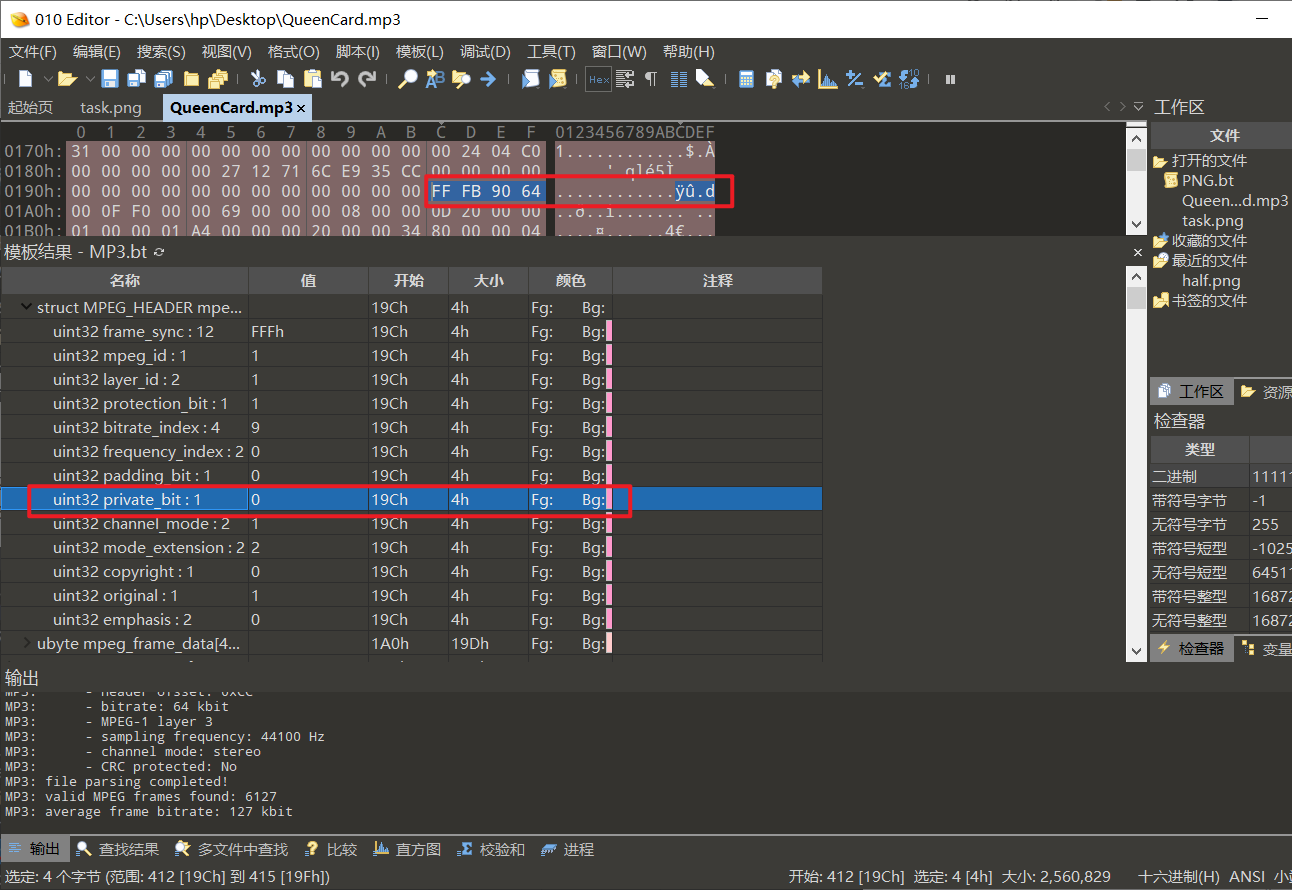 010 Editor - C:\Users\hp\Desktop\QueenCard.mp3
文件(F) 编辑(E) 搜索(S) 视图(V) 格式(O) 脚本(I) 模板(L) 调试(D) 工具(T) 窗口(W) 帮助(H)
Hex
起始页 task.png QueenCard.mp3 ×
0 1 2 3 4 5 6 7 8 9 A B C D E F 0123456789ABCDEF
0170h: 31 00 00 00 00 00 00 00 00 00 00 00 00 24 04 C0 1............$.À
0180h: 00 00 00 00 00 27 12 71 6C E9 35 CC 00 00 00 00 .....'.qlé5Ì....
0190h: 00 00 00 00 00 00 00 00 00 00 00 00 FF FB 90 64 ............ÿû.d
01A0h: 00 0F F0 00 00 69 00 00 00 08 00 00 0D 20 00 00 ..ð..i....... ..
01B0h: 01 00 00 01 A4 00 00 00 20 00 00 34 80 00 00 04 ....¤... ..4€...
模板结果 - MP3.bt
名称 值 开始 大小 颜色 注释
struct MPEG_HEADER mpe... 19Ch 4h Fg: Bg:
uint32 frame_sync : 12 FFFh 19Ch 4h Fg: Bg:
uint32 mpeg_id : 1 1 19Ch 4h Fg: Bg:
uint32 layer_id : 2 1 19Ch 4h Fg: Bg:
uint32 protection_bit : 1 1 19Ch 4h Fg: Bg:
uint32 bitrate_index : 4 9 19Ch 4h Fg: Bg:
uint32 frequency_index : 2 0 19Ch 4h Fg: Bg:
uint32 padding_bit : 1 0 19Ch 4h Fg: Bg:
uint32 private_bit : 1 0 19Ch 4h Fg: Bg:
uint32 channel_mode : 2 1 19Ch 4h Fg: Bg:
uint32 mode_extension : 2 2 19Ch 4h Fg: Bg:
uint32 copyright : 1 0 19Ch 4h Fg: Bg:
uint32 original : 1 1 19Ch 4h Fg: Bg:
uint32 emphasis : 2 0 19Ch 4h Fg: Bg:
ubyte mpeg_frame_data[4... 1A0h 19Dh Fg: Bg:
工作区
文件
打开的文件
PNG.bt
Queen...d.mp3
task.png
收藏的文件
最近的文件
half.png
书签的文件
工作区 资源
检查器
类型
二进制 11111
带符号字节 -1
无符号字节 255
带符号短型 -1025
无符号短型 64511
带符号整型 16872
无符号整型 16872
检查器 变量
输出
MP3: - header offset: 0xCC
MP3: - bitrate: 64 kbit
MP3: - MPEG-1 layer 3
MP3: - sampling frequency: 44100 Hz
MP3: - channel mode: stereo
MP3: - CRC protected: No
MP3: file parsing completed!
MP3: valid MPEG frames found: 6127
MP3: average frame bitrate: 127 kbit
输出 查找结果 多文件中查找 比较 直方图 校验和 进程
选定: 4 个字节 (范围: 412 [19Ch] 到 415 [19Fh]) 开始: 412 [19Ch] 选定: 4 [4h] 大小: 2,560,829 十六进制(H) ANSI 小